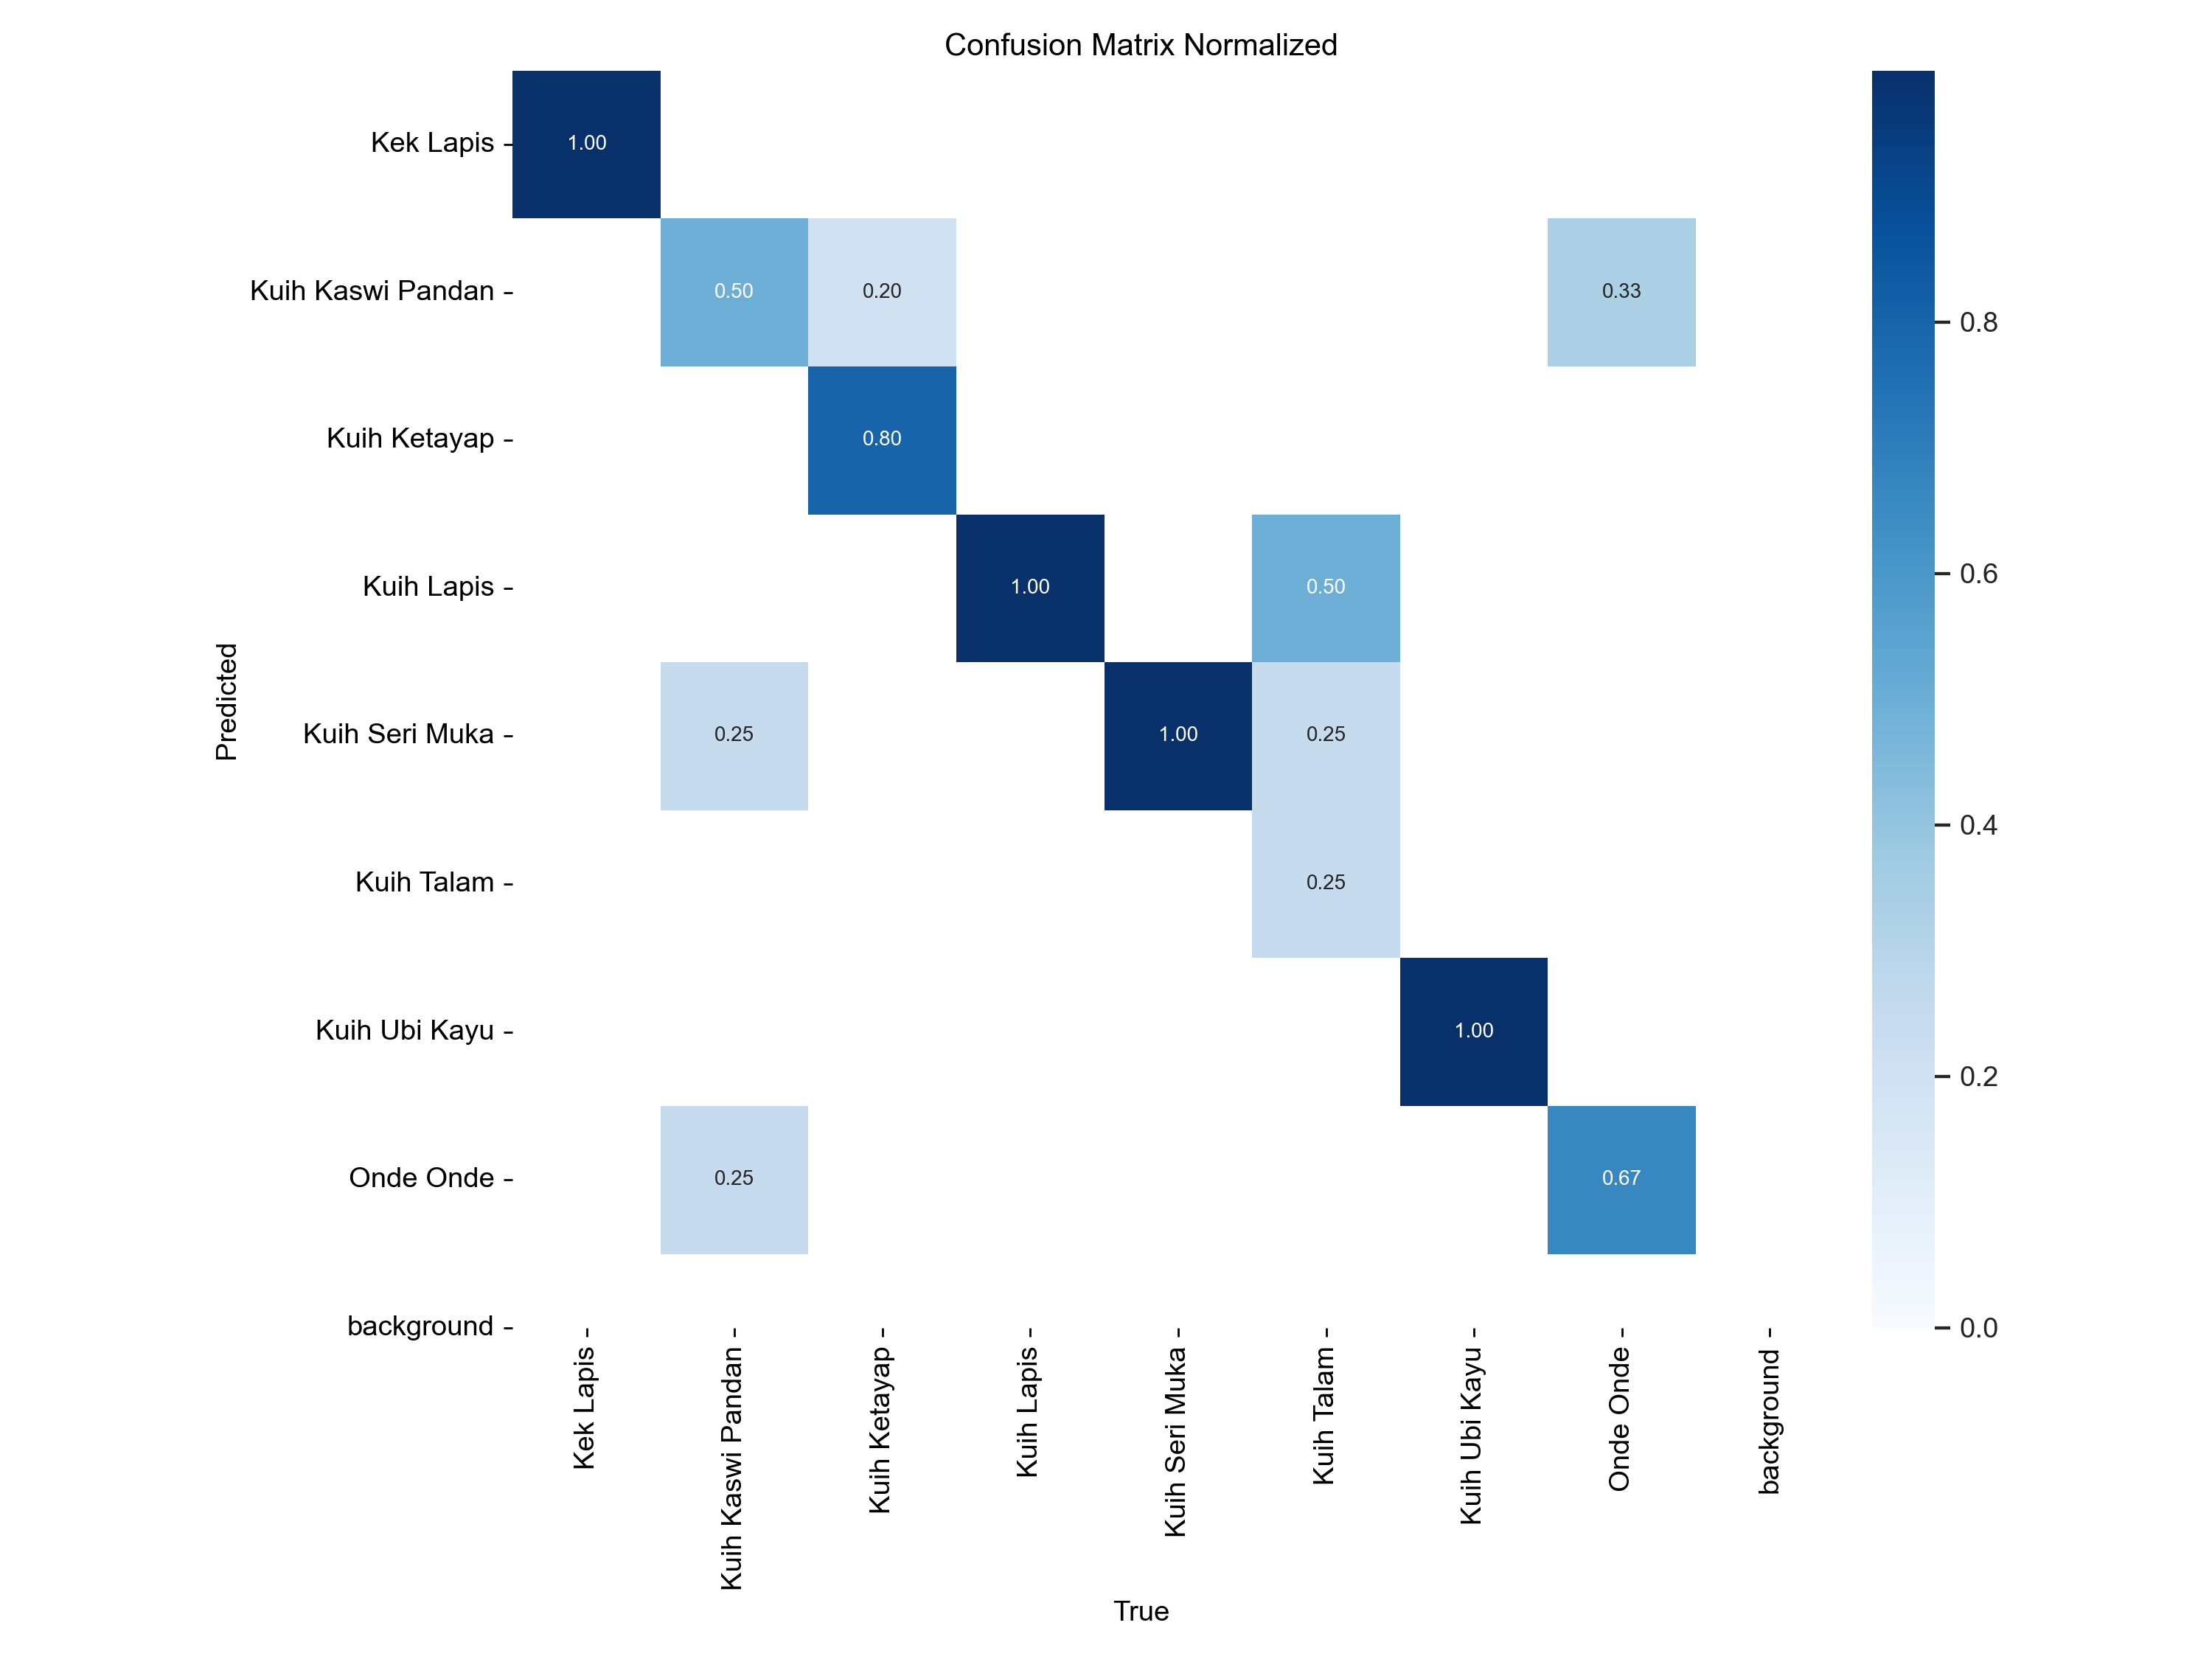 Confusion Matrix Normalized
Kek Lapis
1.00
Kuih Kaswi Pandan
0.50
0.20
0.33
0.8
Kuih Ketayap
0.80
Kuih Lapis
1.00
0.50
0.6
Predicted
Kuih Seri Muka
0.25
1.00
0.25
0.4
Kuih Talam
0.25
Kuih Ubi Kayu
1.00
0.2
Onde Onde
0.25
0.67
background
0.0
Kek Lapis
Kuih Kaswi Pandan
Kuih Ketayap
Kuih Lapis
Kuih Seri Muka
Kuih Talam
Kuih Ubi Kayu
Onde Onde
background
True